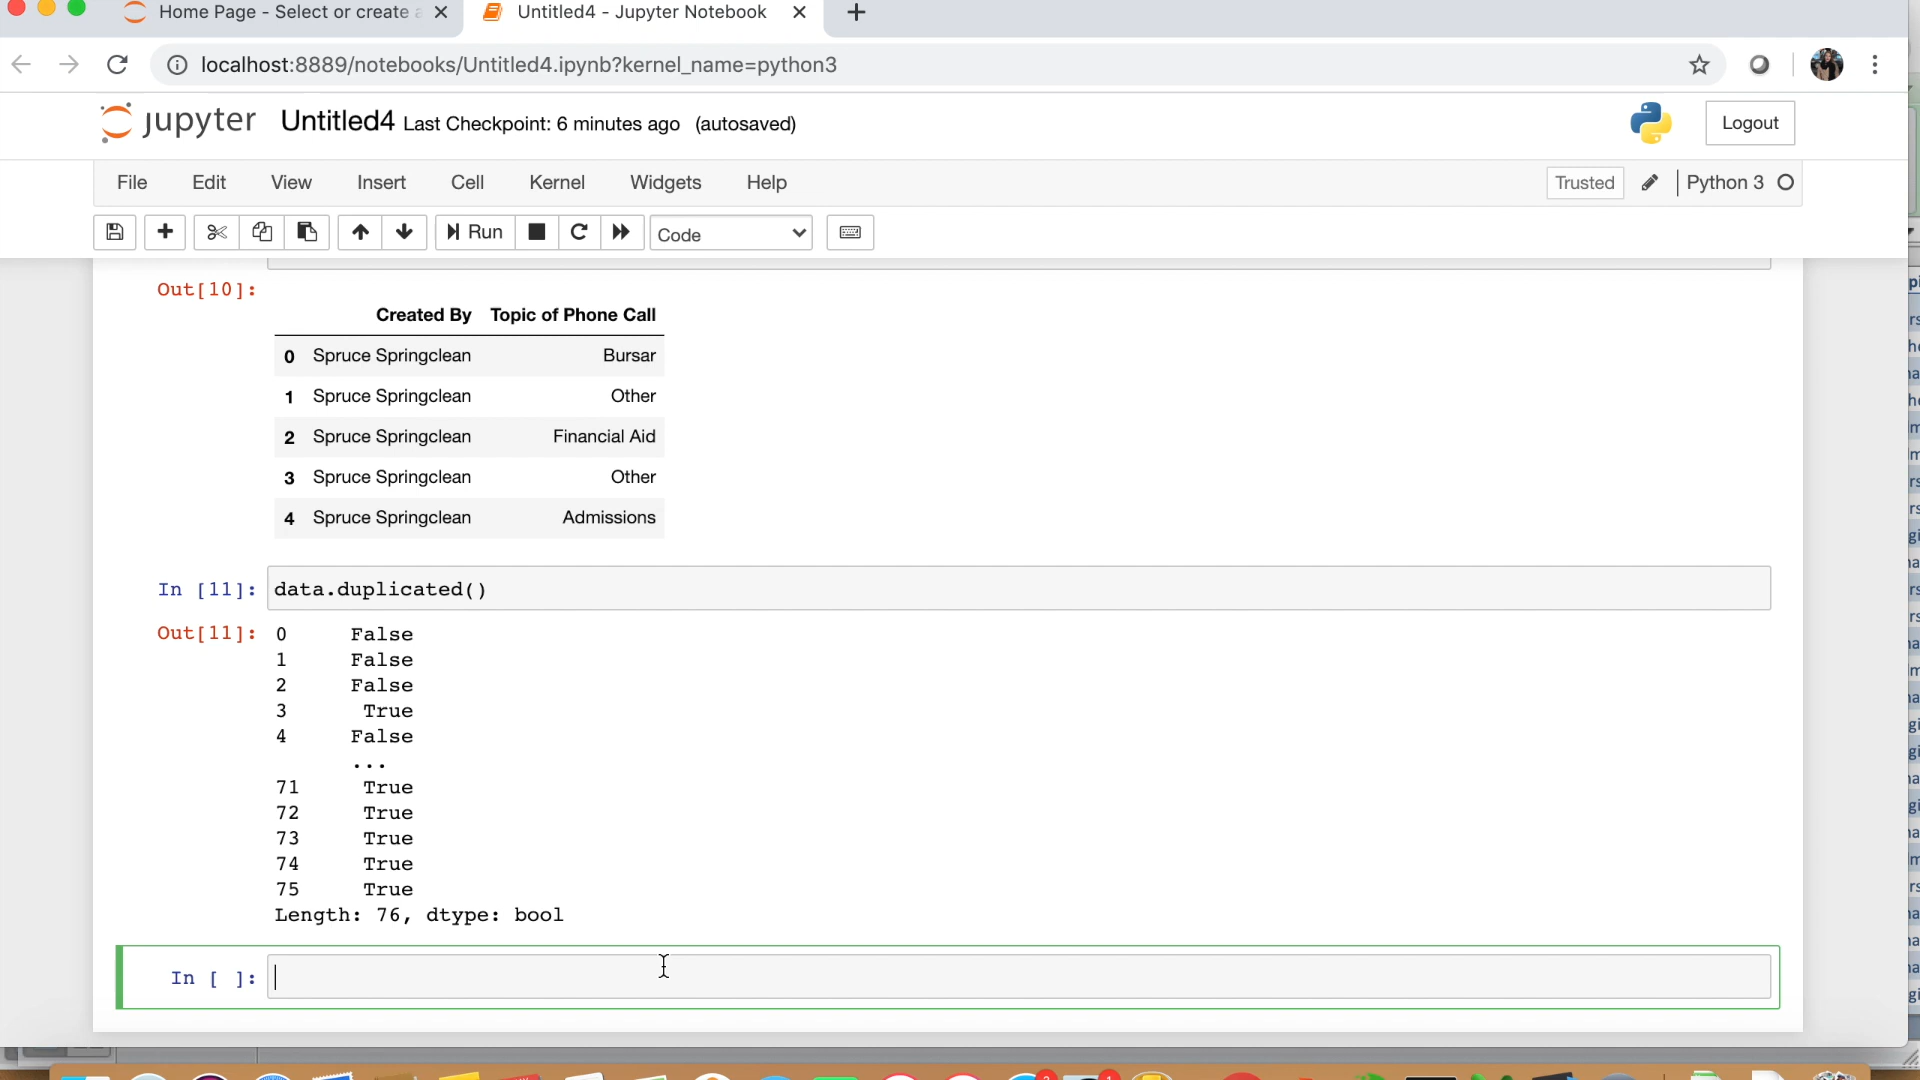 Home Page - Select or create a
Untitled4 - Jupyter Notebook
localhost:8889/notebooks/Untitled4.ipynb?kernel_name=python3
jupyter Untitled4 Last Checkpoint: 6 minutes ago (autosaved)
Logout
File Edit View Insert Cell Kernel Widgets Help
Trusted
Python 3
Run
Code
Out[10]:
Created By Topic of Phone Call
0 Spruce Springclean Bursar
1 Spruce Springclean Other
2 Spruce Springclean Financial Aid
3 Spruce Springclean Other
4 Spruce Springclean Admissions
In [11]: data.duplicated()
Out[11]: 0 False
1 False
2 False
3 True
4 False
...
71 True
72 True
73 True
74 True
75 True
Length: 76, dtype: bool
In [ ]: